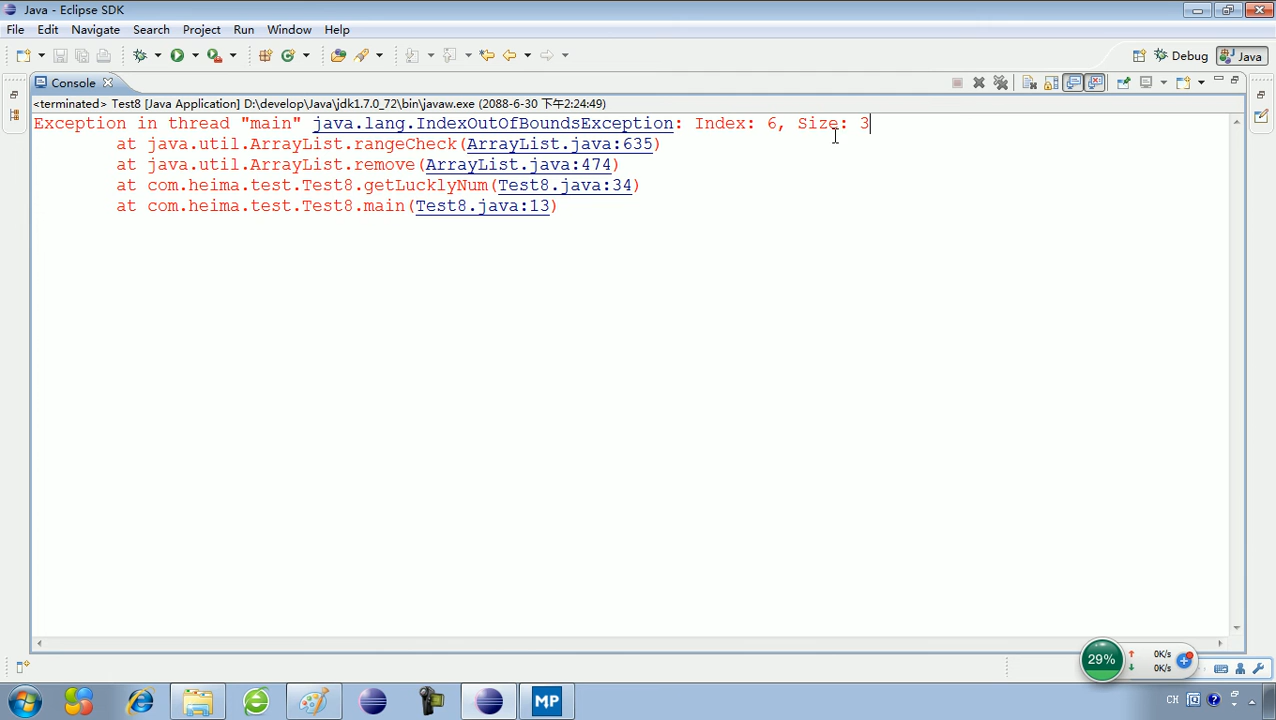 Java - Eclipse SDK
File Edit Navigate Search Project Run Window Help
Debug Java
Console
<terminated> Test8 [Java Application] D:\develop\Java\jdk1.7.0_72\bin\javaw.exe (2088-6-30 下午2:24:49)
Exception in thread "main" java.lang.IndexOutOfBoundsException: Index: 6, Size: 3
at java.util.ArrayList.rangeCheck(ArrayList.java:635)
at java.util.ArrayList.remove(ArrayList.java:474)
at com.heima.test.Test8.getLucklyNum(Test8.java:34)
at com.heima.test.Test8.main(Test8.java:13)
29%
0K/s
0K/s
MP
CH